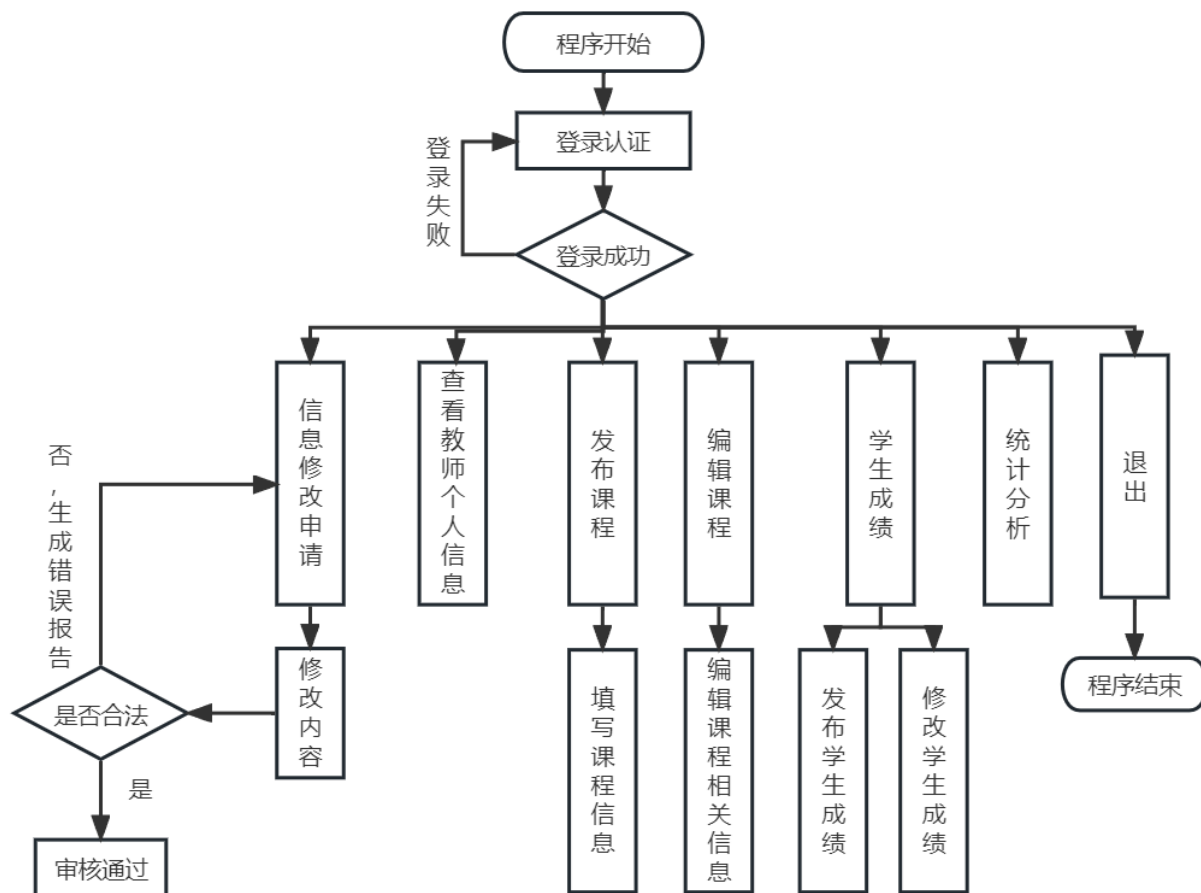 程序开始
登录认证
登录失败
登录成功
信息修改申请
查看教师个人信息
发布课程
编辑课程
学生成绩
统计分析
退出
否,生成错误报告
修改内容
填写课程信息
编辑课程相关信息
发布学生成绩
修改学生成绩
程序结束
是否合法
是
审核通过